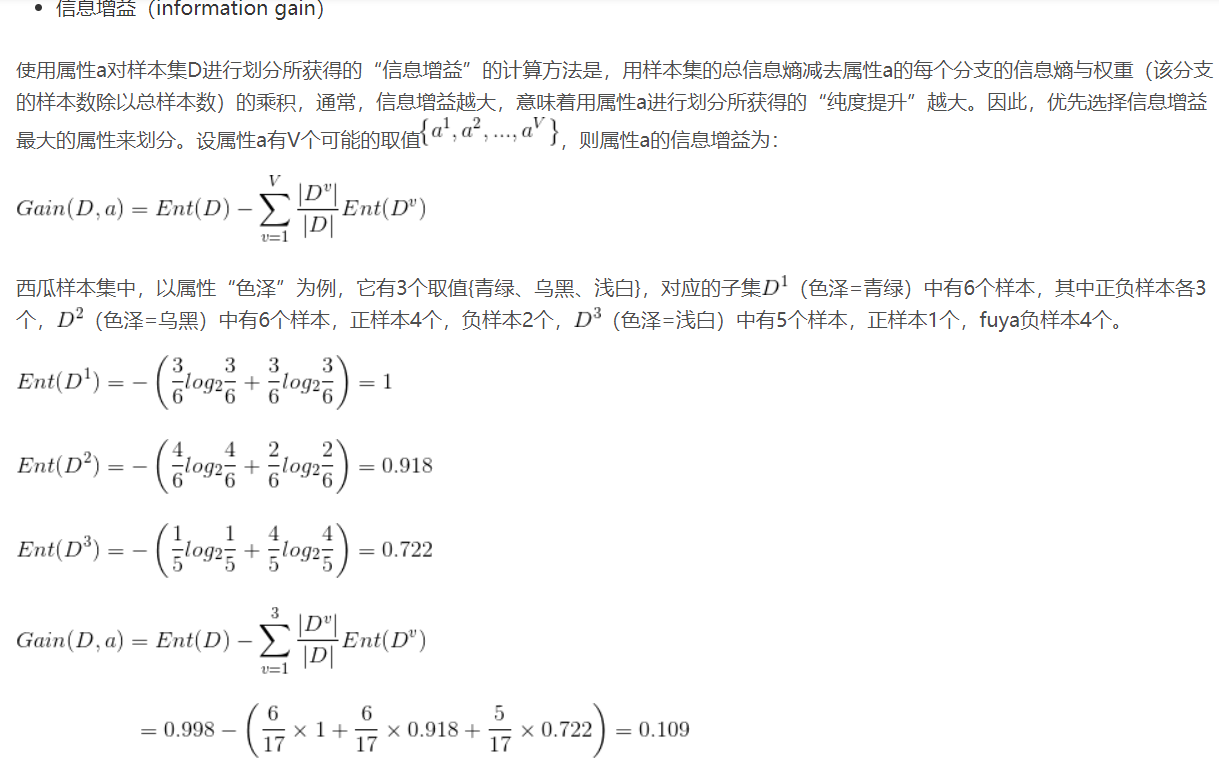 • 信息增益（information gain）
使用属性a对样本集D进行划分所获得的“信息增益”的计算方法是，用样本集的总信息熵减去属性a的每个分支的信息熵与权重（该分支
的样本数除以总样本数）的乘积，通常，信息增益越大，意味着用属性a进行划分所获得的“纯度提升”越大。因此，优先选择信息增益
最大的属性来划分。设属性a有V个可能的取值{a^1, a^2, ..., a^V}，则属性a的信息增益为：
Gain(D, a) = Ent(D) − \sum_{v=1}^{V} \frac{|D^v|}{|D|} Ent(D^v)
西瓜样本集中，以属性“色泽”为例，它有3个取值{青绿、乌黑、浅白}，对应的子集D^1（色泽=青绿）中有6个样本，其中正负样本各3
个，D^2（色泽=乌黑）中有6个样本，正样本4个，负样本2个，D^3（色泽=浅白）中有5个样本，正样本1个，fuya负样本4个。
Ent(D^1) = − ( \frac{3}{6} log_2 \frac{3}{6} + \frac{3}{6} log_2 \frac{3}{6} ) = 1
Ent(D^2) = − ( \frac{4}{6} log_2 \frac{4}{6} + \frac{2}{6} log_2 \frac{2}{6} ) = 0.918
Ent(D^3) = − ( \frac{1}{5} log_2 \frac{1}{5} + \frac{4}{5} log_2 \frac{4}{5} ) = 0.722
Gain(D, a) = Ent(D) − \sum_{v=1}^{3} \frac{|D^v|}{|D|} Ent(D^v)
= 0.998 − ( \frac{6}{17} × 1 + \frac{6}{17} × 0.918 + \frac{5}{17} × 0.722 ) = 0.109